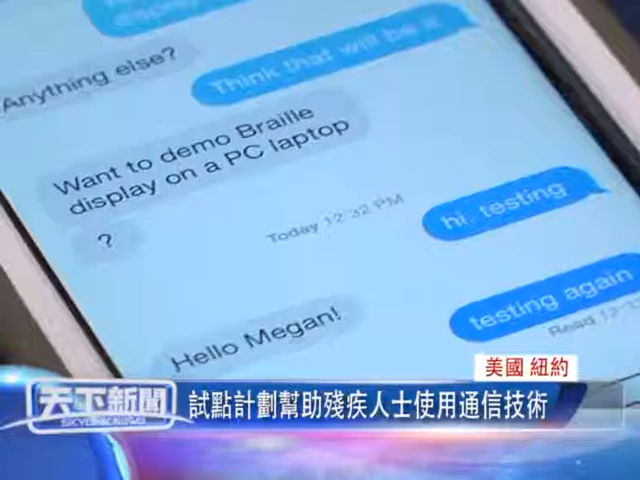 Anything else?
Think that will be it
Want to demo Braille
display on a PC laptop
?
Today 12:32 PM
hi. testing
testing again
Read 12:
Hello Megan!
美國 紐約
天下新聞
試點計劃幫助殘疾人士使用通信技術